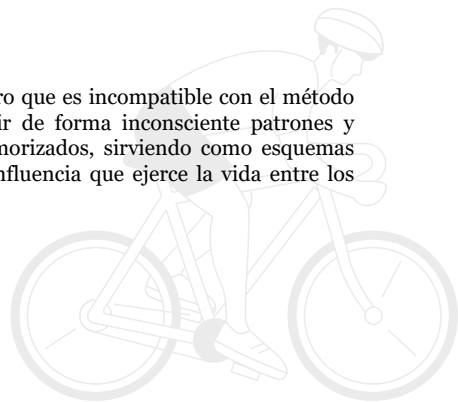 ro que es incompatible con el método
ir de forma inconsciente patrones y
morizados, sirviendo como esquemas
nfluencia que ejerce la vida entre los